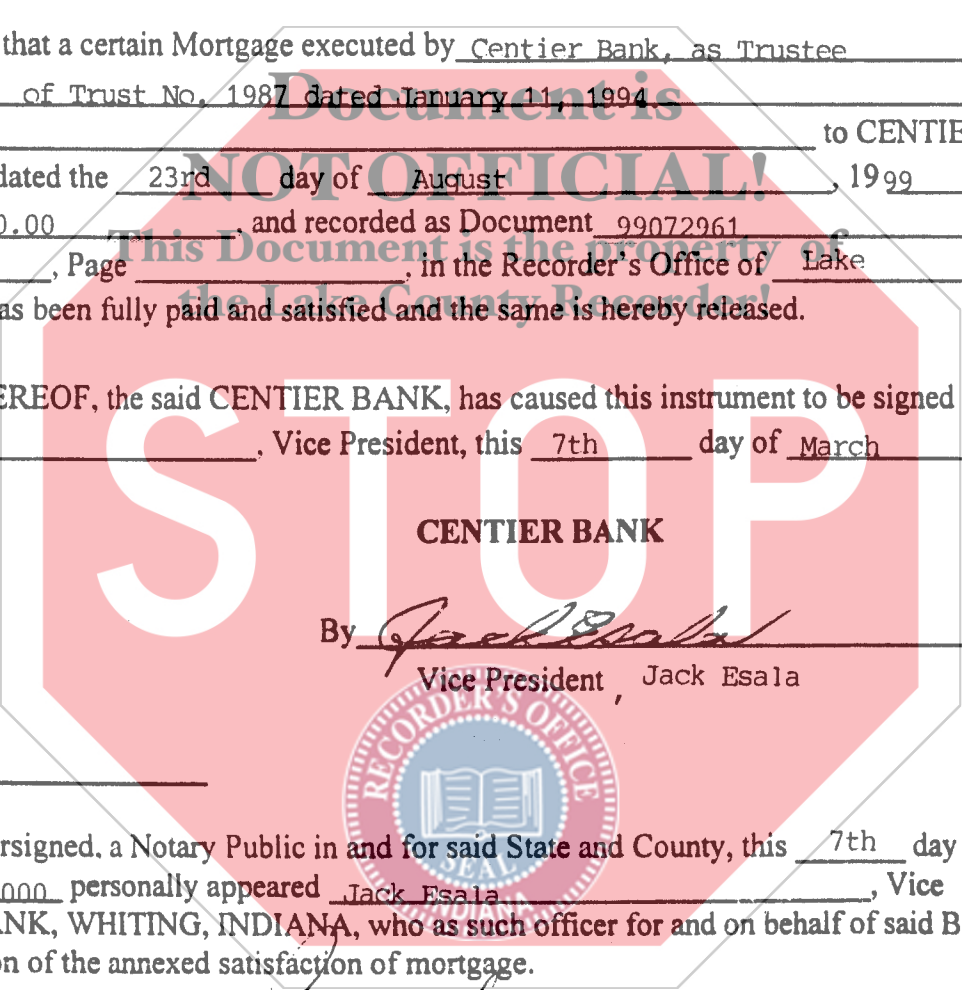 that a certain Mortgage executed by Centier Bank, as Trustee
of Trust No. 1987 dated January 11, 1994
Document is
to CENTIE
dated the 23rd day of August, 1999
NOT OFFICIAL!
0.00, and recorded as Document 99072961
This Document is the property of
, Page , in the Recorder's Office of Lake
the Lake County Recorder!
as been fully paid and satisfied and the same is hereby released.
EREOF, the said CENTIER BANK, has caused this instrument to be signed
, Vice President, this 7th day of March
STOP
CENTIER BANK
By Jack Esala
Vice President, Jack Esala
RECORDER'S OFFICE
SEAL
INDIANA
rsigned, a Notary Public in and for said State and County, this 7th day
000 personally appeared Jack Esala, Vice
ANK, WHITING, INDIANA, who as such officer for and on behalf of said B
on of the annexed satisfaction of mortgage.